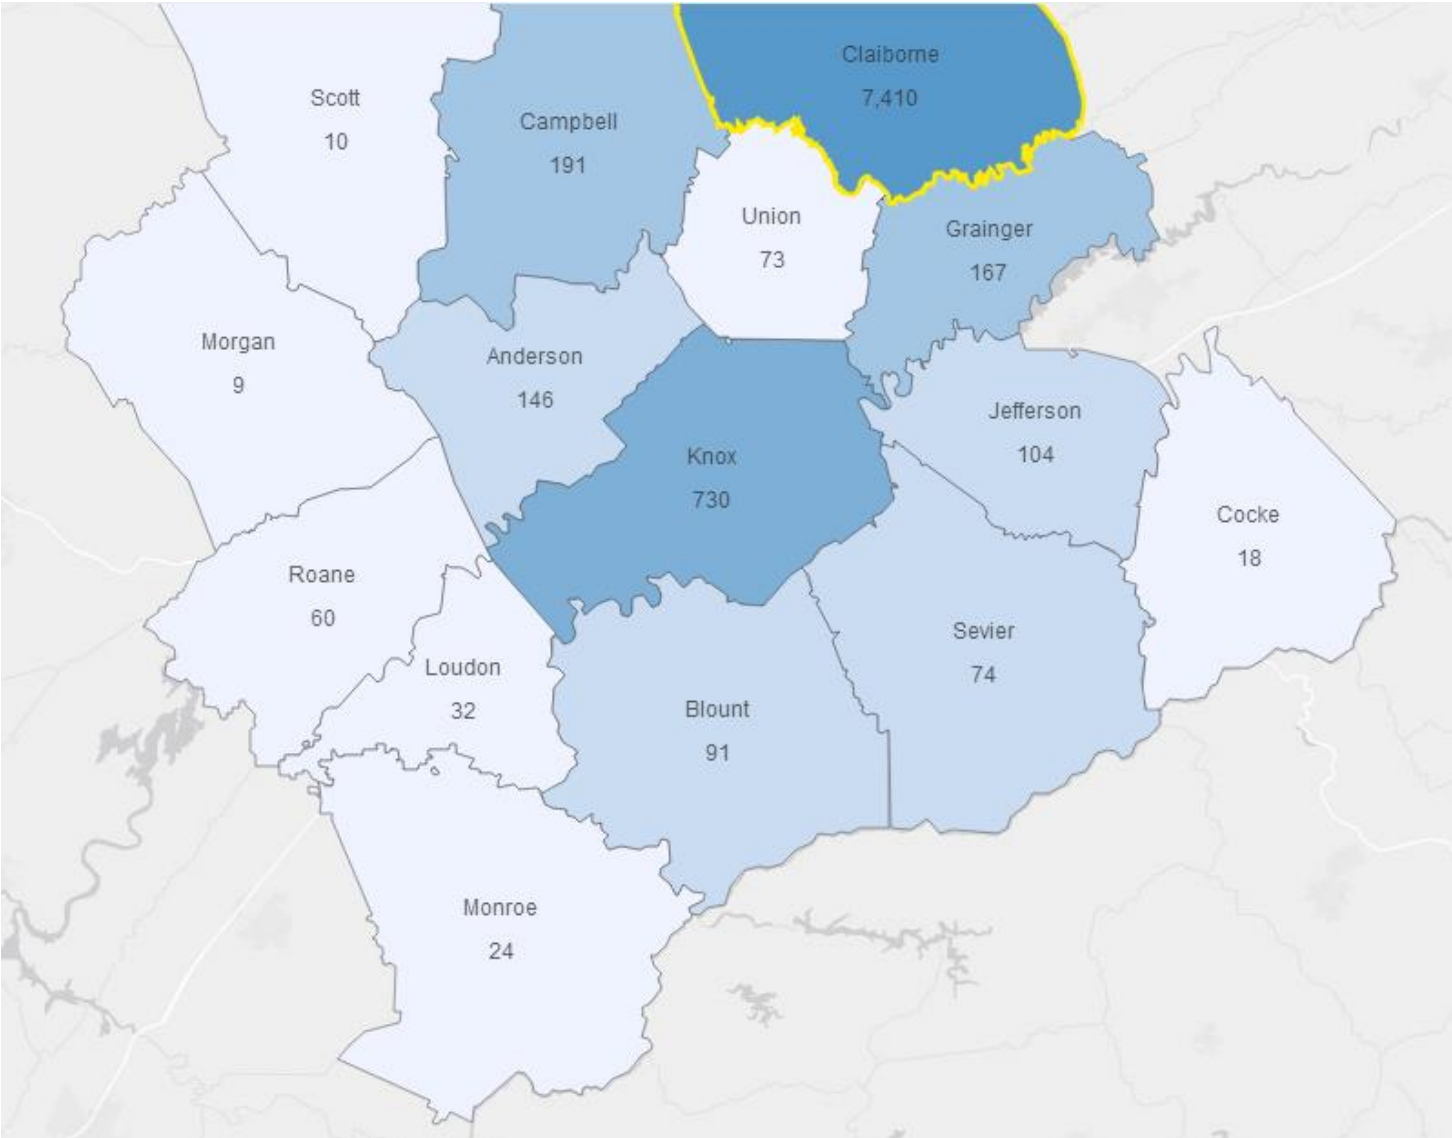 Claiborne
7,410
Scott
10
Campbell
191
Union
73
Grainger
167
Morgan
9
Anderson
146
Jefferson
104
Knox
730
Cocke
18
Roane
60
Sevier
74
Loudon
32
Blount
91
Monroe
24